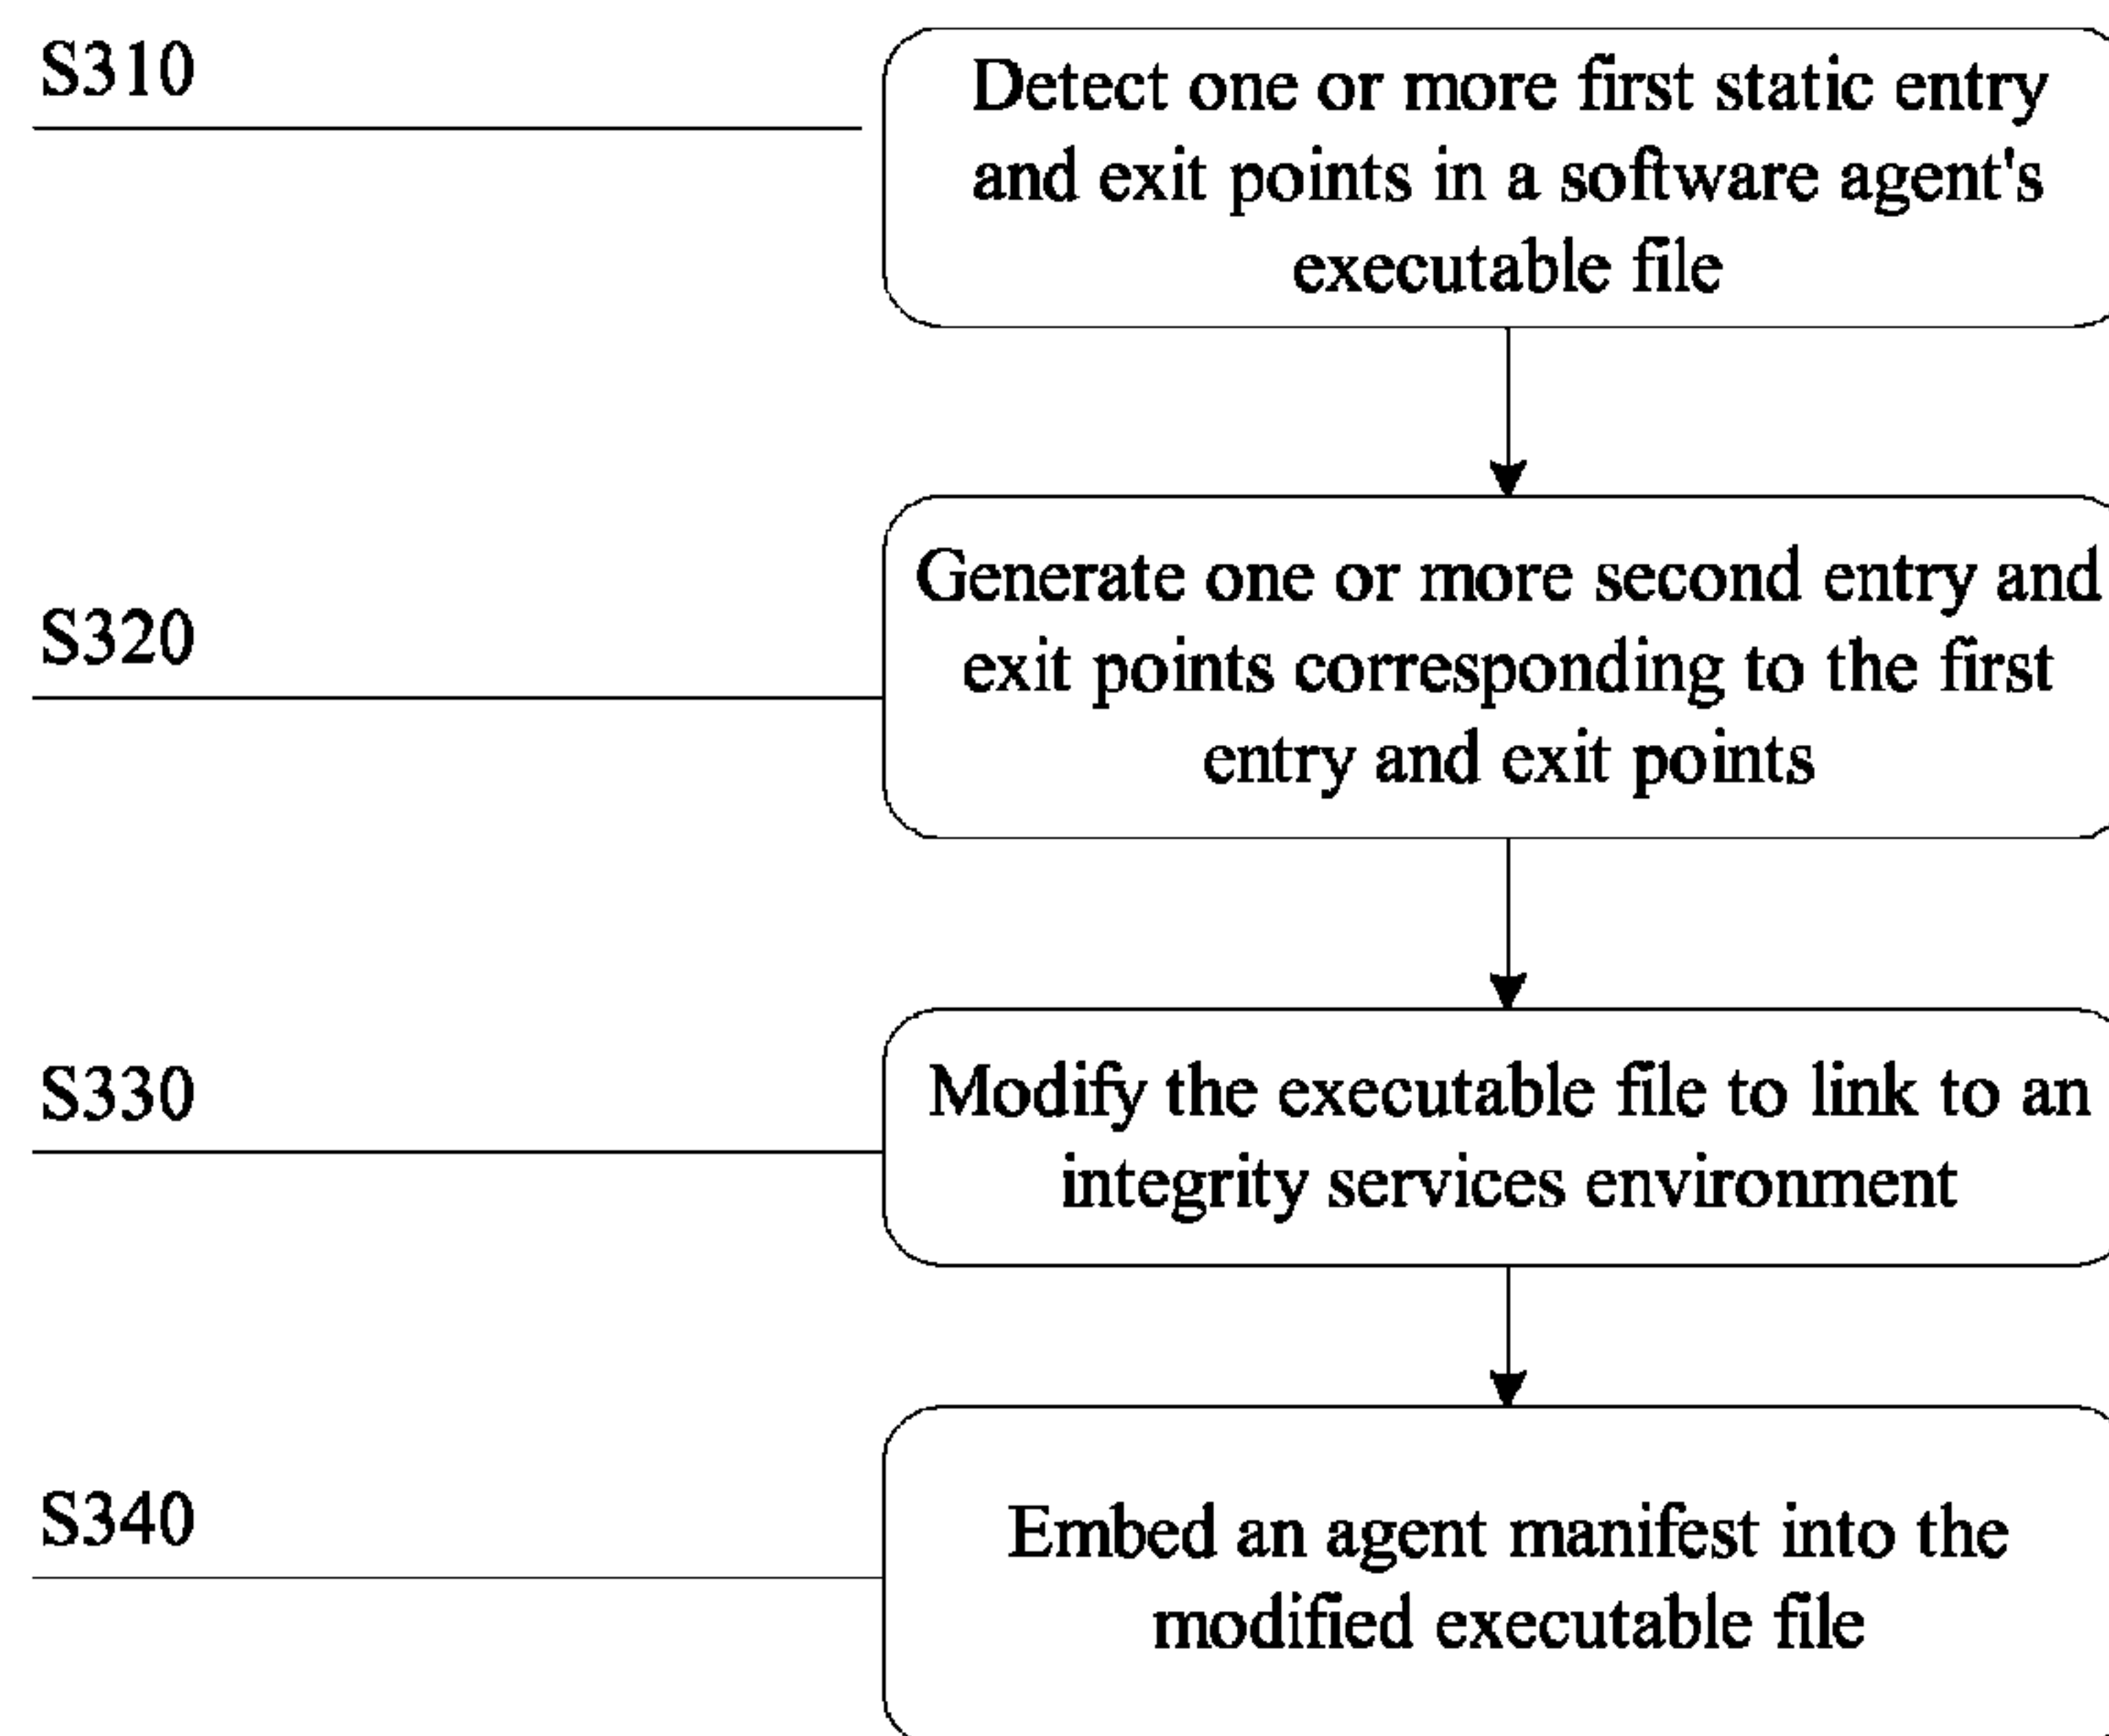 S310
Detect one or more first static entry
and exit points in a software agent's
executable file
S320
Generate one or more second entry and
exit points corresponding to the first
entry and exit points
S330
Modify the executable file to link to an
integrity services environment
S340
Embed an agent manifest into the
modified executable file